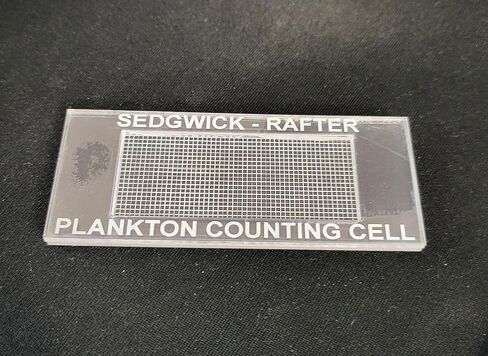 SEDGWICK - RAFTER
PLANKTON COUNTING CELL